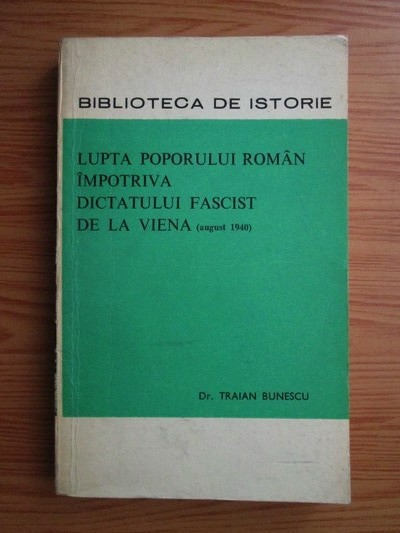 BIBLIOTECA DE ISTORIE
LUPTA POPORULUI ROMÂN
ÎMPOTRIVA
DICTATULUI FASCIST
DE LA VIENA (august 1940)
Dr. TRAIAN BUNESCU